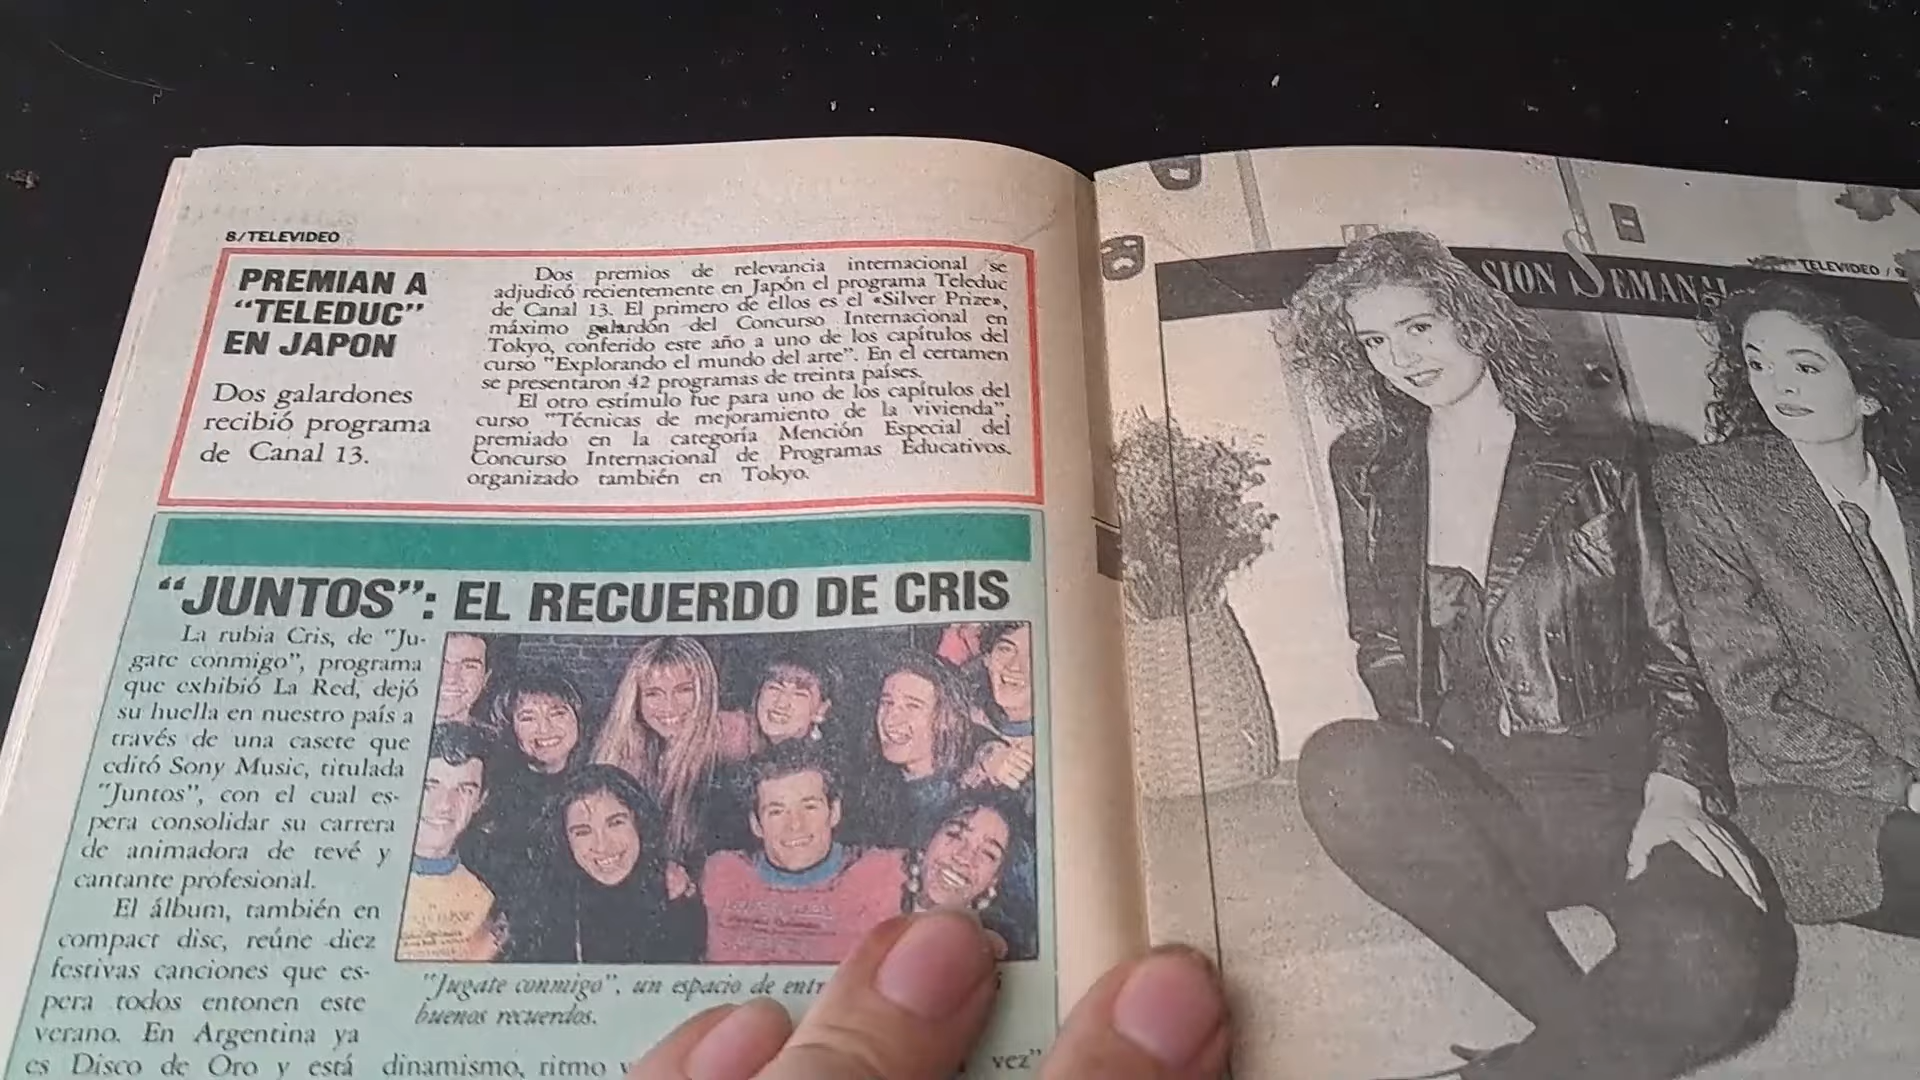 8/TELEVIDEO
PREMIAN A
“TELEDUC”
EN JAPON
Dos galardones
recibió programa
de Canal 13.
Dos premios de relevancia internacional se
adjudicó recientemente en Japón el programa Teleduc
de Canal 13. El primero de ellos es el «Silver Prize»,
máximo galardón del Concurso Internacional en
Tokyo, conferido este año a uno de los capítulos del
curso "Explorando el mundo del arte". En el certamen
se presentaron 42 programas de treinta países.
El otro estímulo fue para uno de los capítulos del
curso "Técnicas de mejoramiento de la vivienda",
premiado en la categoría Mención Especial del
Concurso Internacional de Programas Educativos,
organizado también en Tokyo.
“JUNTOS”: EL RECUERDO DE CRIS
La rubia Cris, de "Ju-
gate conmigo", programa
que exhibió La Red, dejó
su huella en nuestro país a
través de una casete que
editó Sony Music, titulada
"Juntos", con el cual es-
pera consolidar su carrera
de animadora de tevé y
cantante profesional.
El álbum, también en
compact disc, reúne diez
festivas canciones que es-
pera todos entonen este
verano. En Argentina ya
es Disco de Oro y está
"Jugate conmigo", un espacio de
buenos recuerdos.
dinamismo, ritmo
vez"
TELEVIDEO / 9
SION SEMANAL